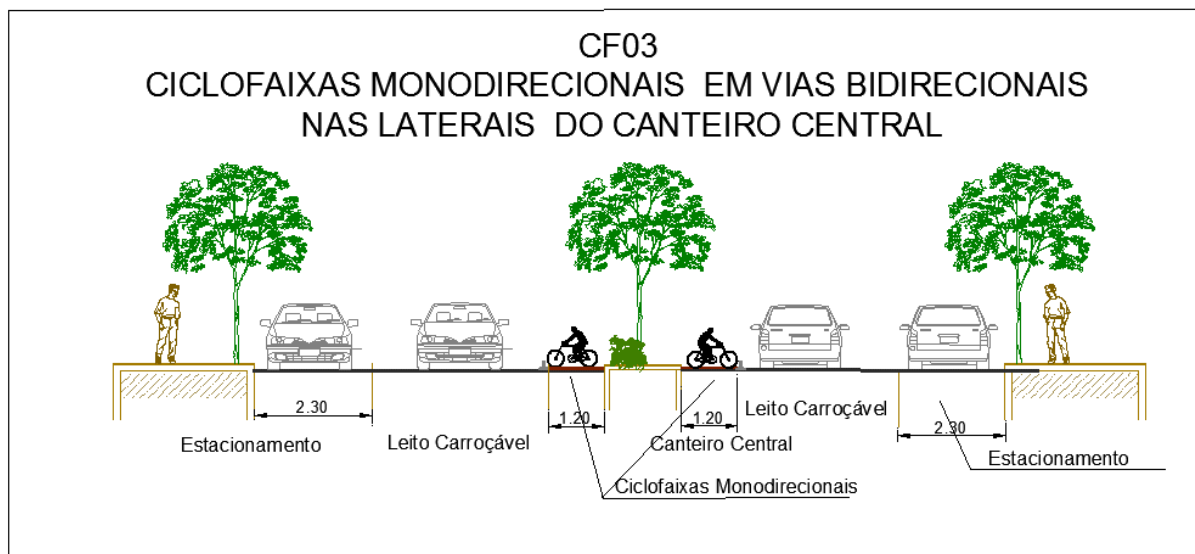 CF03
CICLOFAIXAS MONODIRECIONAIS EM VIAS BIDIRECIONAIS
NAS LATERAIS DO CANTEIRO CENTRAL
2.30
1.20
1.20
Leito Carroçável
2.30
Estacionamento
Leito Carroçável
Canteiro Central
Estacionamento
Ciclofaixas Monodirecionais